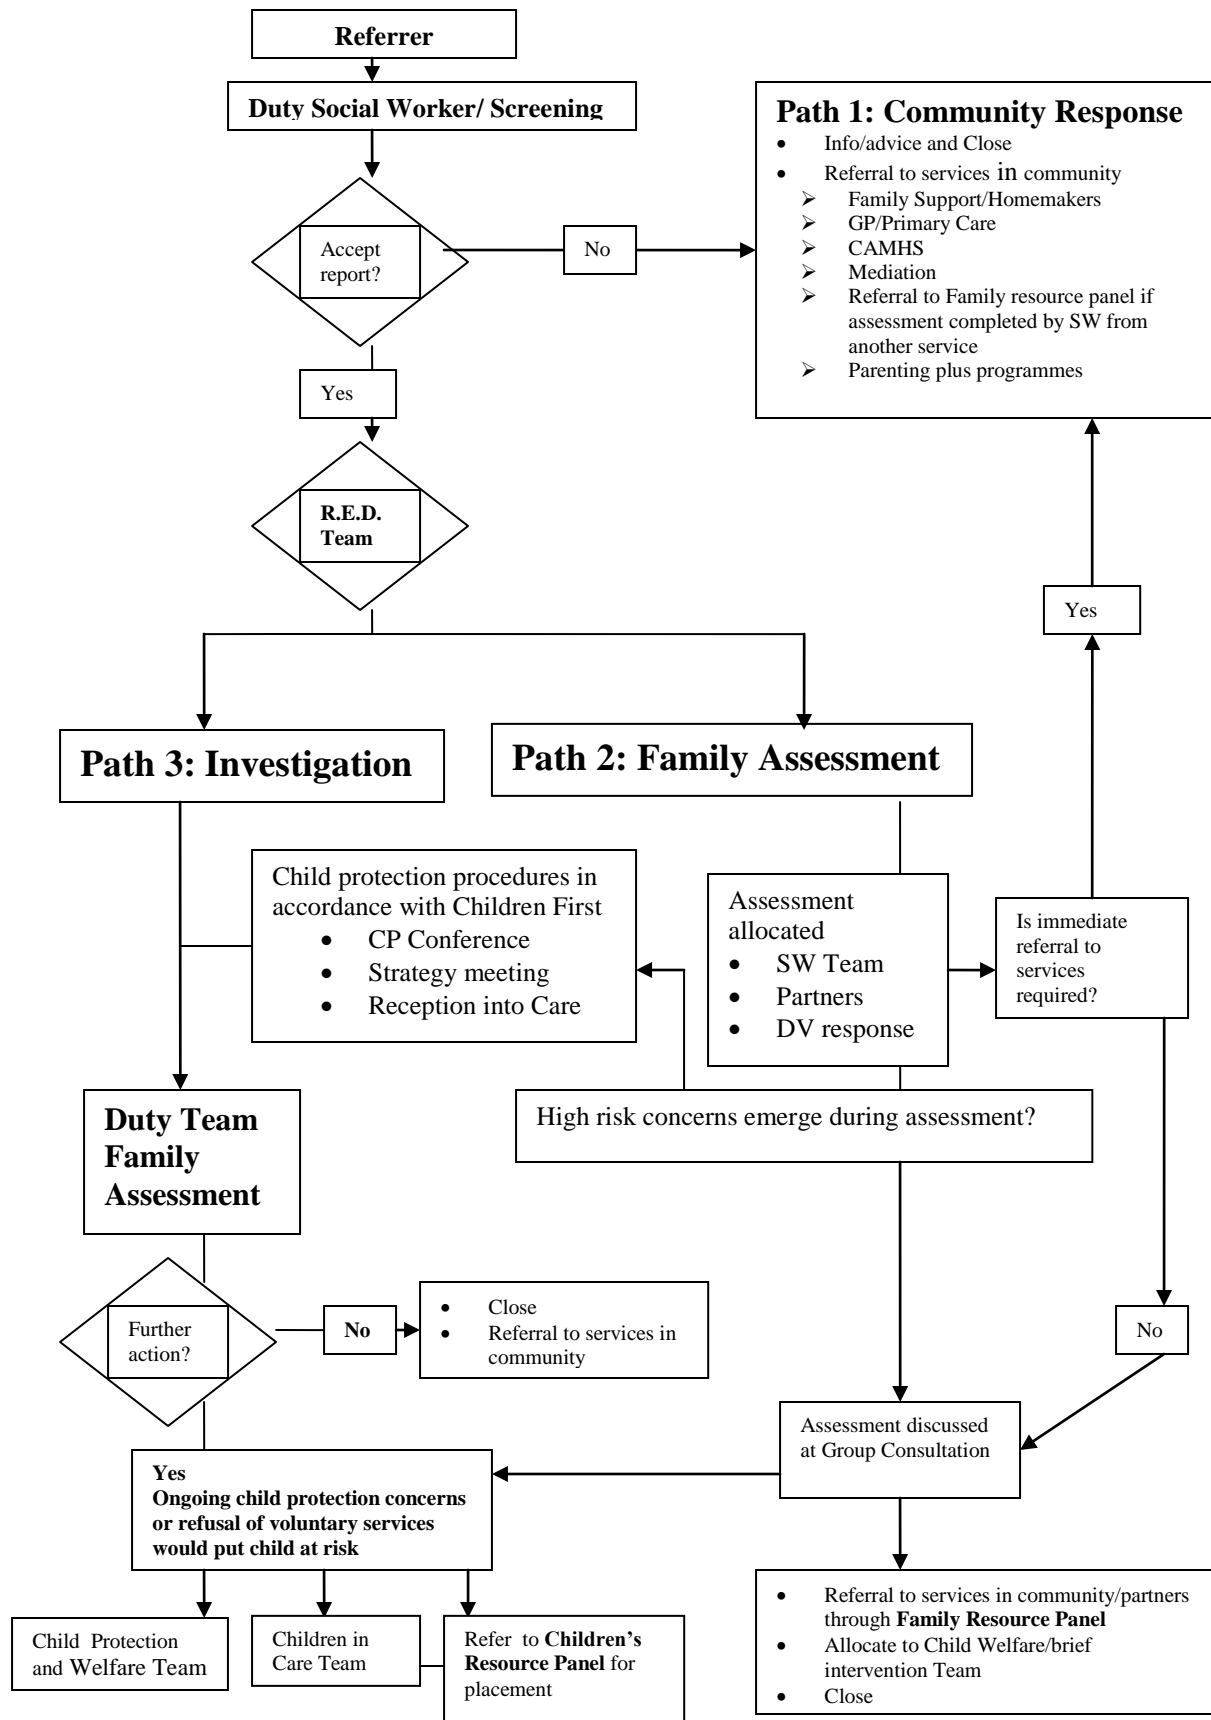 Referrer
Duty Social Worker/ Screening
Path 1: Community Response
• Info/advice and Close
• Referral to services in community
➢ Family Support/Homemakers
➢ GP/Primary Care
➢ CAMHS
➢ Mediation
➢ Referral to Family resource panel if
assessment completed by SW from
another service
➢ Parenting plus programmes
Accept
report?
No
Yes
R.E.D.
Team
Yes
Path 3: Investigation
Path 2: Family Assessment
Child protection procedures in
accordance with Children First
• CP Conference
• Strategy meeting
• Reception into Care
Assessment
allocated
• SW Team
• Partners
• DV response
Is immediate
referral to
services
required?
High risk concerns emerge during assessment?
Duty Team
Family
Assessment
Further
action?
No
• Close
• Referral to services in
community
No
Assessment discussed
at Group Consultation
Yes
Ongoing child protection concerns
or refusal of voluntary services
would put child at risk
Child Protection
and Welfare Team
Children in
Care Team
Refer to Children's
Resource Panel for
placement
• Referral to services in community/partners
through Family Resource Panel
• Allocate to Child Welfare/brief
intervention Team
• Close